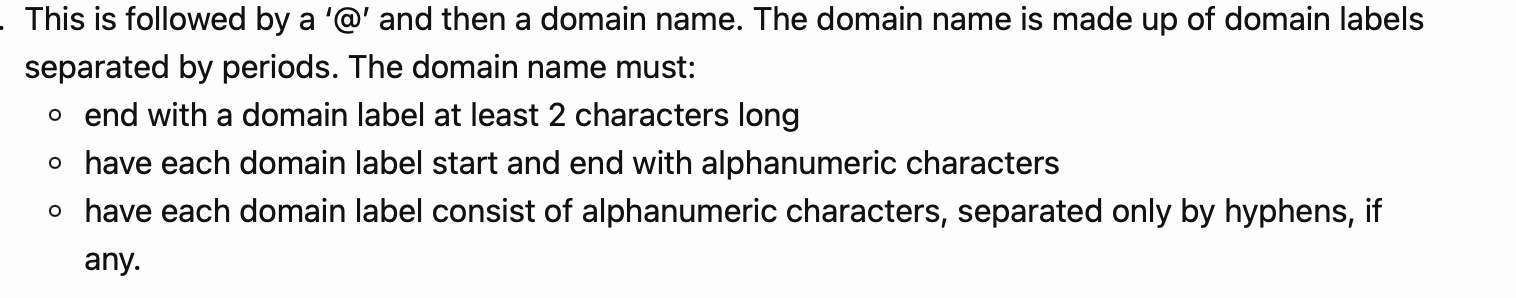 . This is followed by a ‘@’ and then a domain name. The domain name is made up of domain labels
separated by periods. The domain name must:
○ end with a domain label at least 2 characters long
○ have each domain label start and end with alphanumeric characters
○ have each domain label consist of alphanumeric characters, separated only by hyphens, if
any.